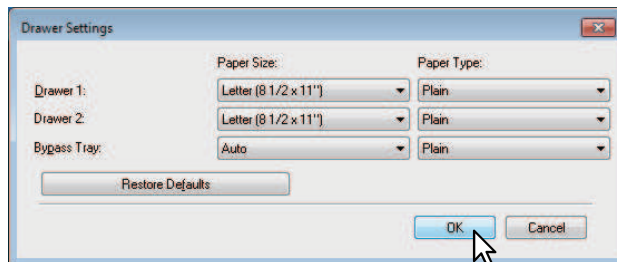 Drawer Settings
Paper Size: Paper Type:
Drawer 1: Letter (8 1/2 x 11") Plain
Drawer 2: Letter (8 1/2 x 11") Plain
Bypass Tray: Auto Plain
Restore Defaults
OK Cancel